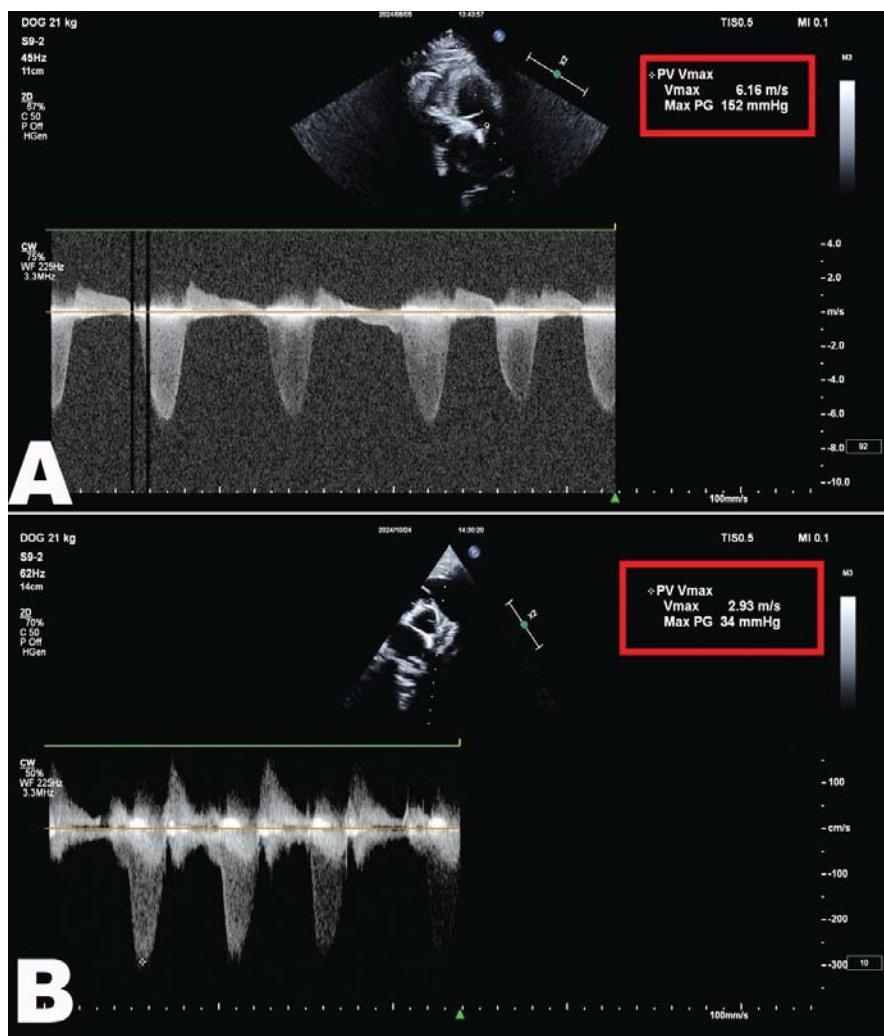 DOG 21 kg 2024/08/05 13:43:57 TIS0.5 MI 0.1
S9-2
45Hz
11cm
2D
67%
C 50
P Off
HGen
X2
PV Vmax
Vmax 6.16 m/s
Max PG 152 mmHg
M3
CW
75%
WF 225Hz
3.3MHz
4.0
2.0
m/s
-2.0
-4.0
-6.0
-8.0
92
-10.0
100mm/s
A
DOG 21 kg 2024/10/24 14:30:20 TIS0.5 MI 0.1
S9-2
62Hz
14cm
2D
70%
C 50
P Off
HGen
X2
PV Vmax
Vmax 2.93 m/s
Max PG 34 mmHg
M3
CW
50%
WF 225Hz
3.3MHz
100
cm/s
-100
-200
-300
10
100mm/s
B